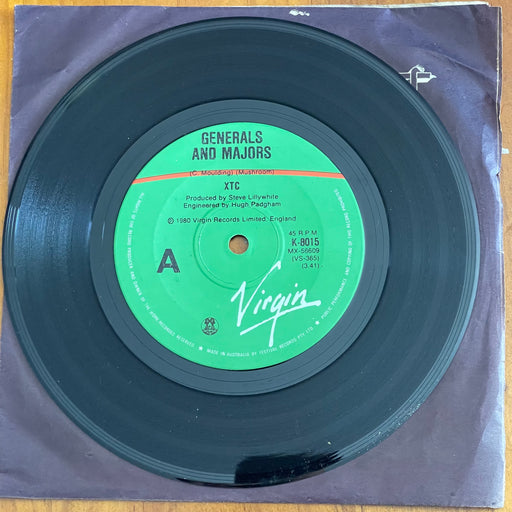 GENERALS
AND MAJORS
(C. Moulding) (Mushroom)
XTC
Produced by Steve Lillywhite
Engineered by Hugh Padgham
℗ 1980 Virgin Records Limited, England
45 R.P.M.
K-8015
MX-56609
(VS-365)
(3.41)
A
Virgin
MADE IN AUSTRALIA BY FESTIVAL RECORDS PTY. LTD.